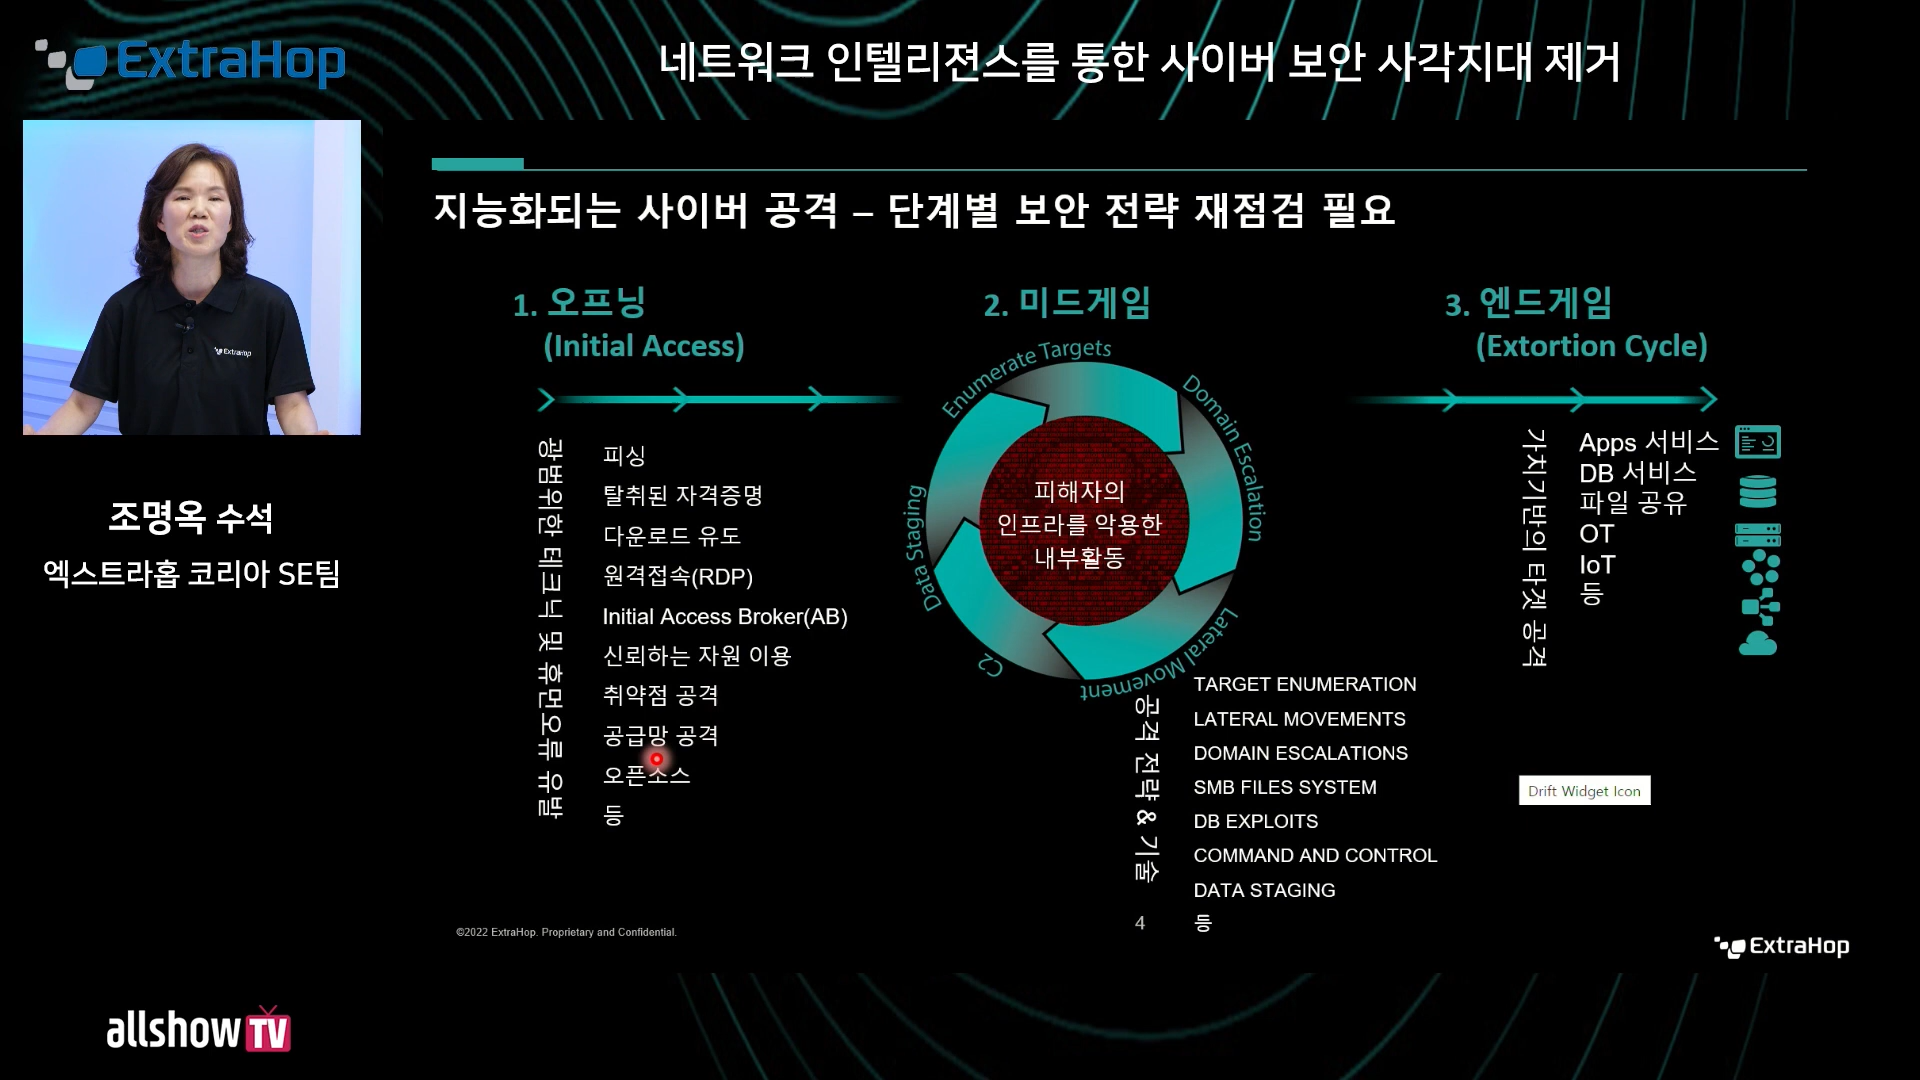 ExtraHop
네트워크 인텔리젼스를 통한 사이버 보안 사각지대 제거
ExtraHop
조명옥 수석
엑스트라홉 코리아 SE팀
지능화되는 사이버 공격 – 단계별 보안 전략 재점검 필요
1. 오프닝
(Initial Access)
광범위한 테크닉 및 휴먼오류 유발
피싱
탈취된 자격증명
다운로드 유도
원격접속(RDP)
Initial Access Broker(AB)
신뢰하는 자원 이용
취약점 공격
공급망 공격
오픈소스
등
2. 미드게임
Enumerate Targets
Domain Escalation
Lateral Movement
C2
Data Staging
피해자의
인프라를 악용한
내부활동
공격 전략 & 기술
TARGET ENUMERATION
LATERAL MOVEMENTS
DOMAIN ESCALATIONS
SMB FILES SYSTEM
DB EXPLOITS
COMMAND AND CONTROL
DATA STAGING
등
3. 엔드게임
(Extortion Cycle)
가치기반의 타겟 공격
Apps 서비스
DB 서비스
파일 공유
OT
IoT
등
Drift Widget Icon
©2022 ExtraHop. Proprietary and Confidential.
4
ExtraHop
allshowTV